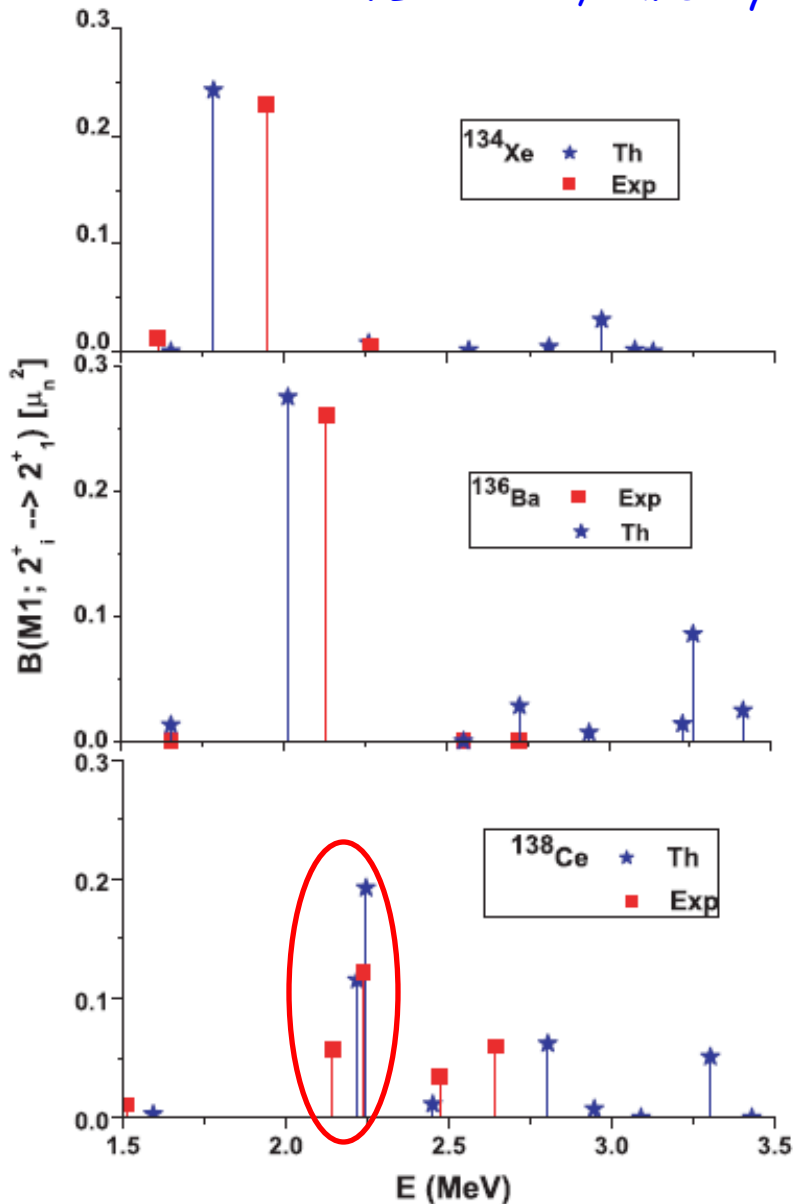 0.3
0.2
0.1
0.0
134Xe ★ Th
■ Exp
0.3
0.2
0.1
0.0
136Ba ■ Exp
★ Th
B(M1; 2⁺ᵢ --> 2⁺₁) [μₙ²]
0.3
0.2
0.1
0.0
138Ce ★ Th
■ Exp
1.5 2.0 2.5 3.0 3.5
E (MeV)